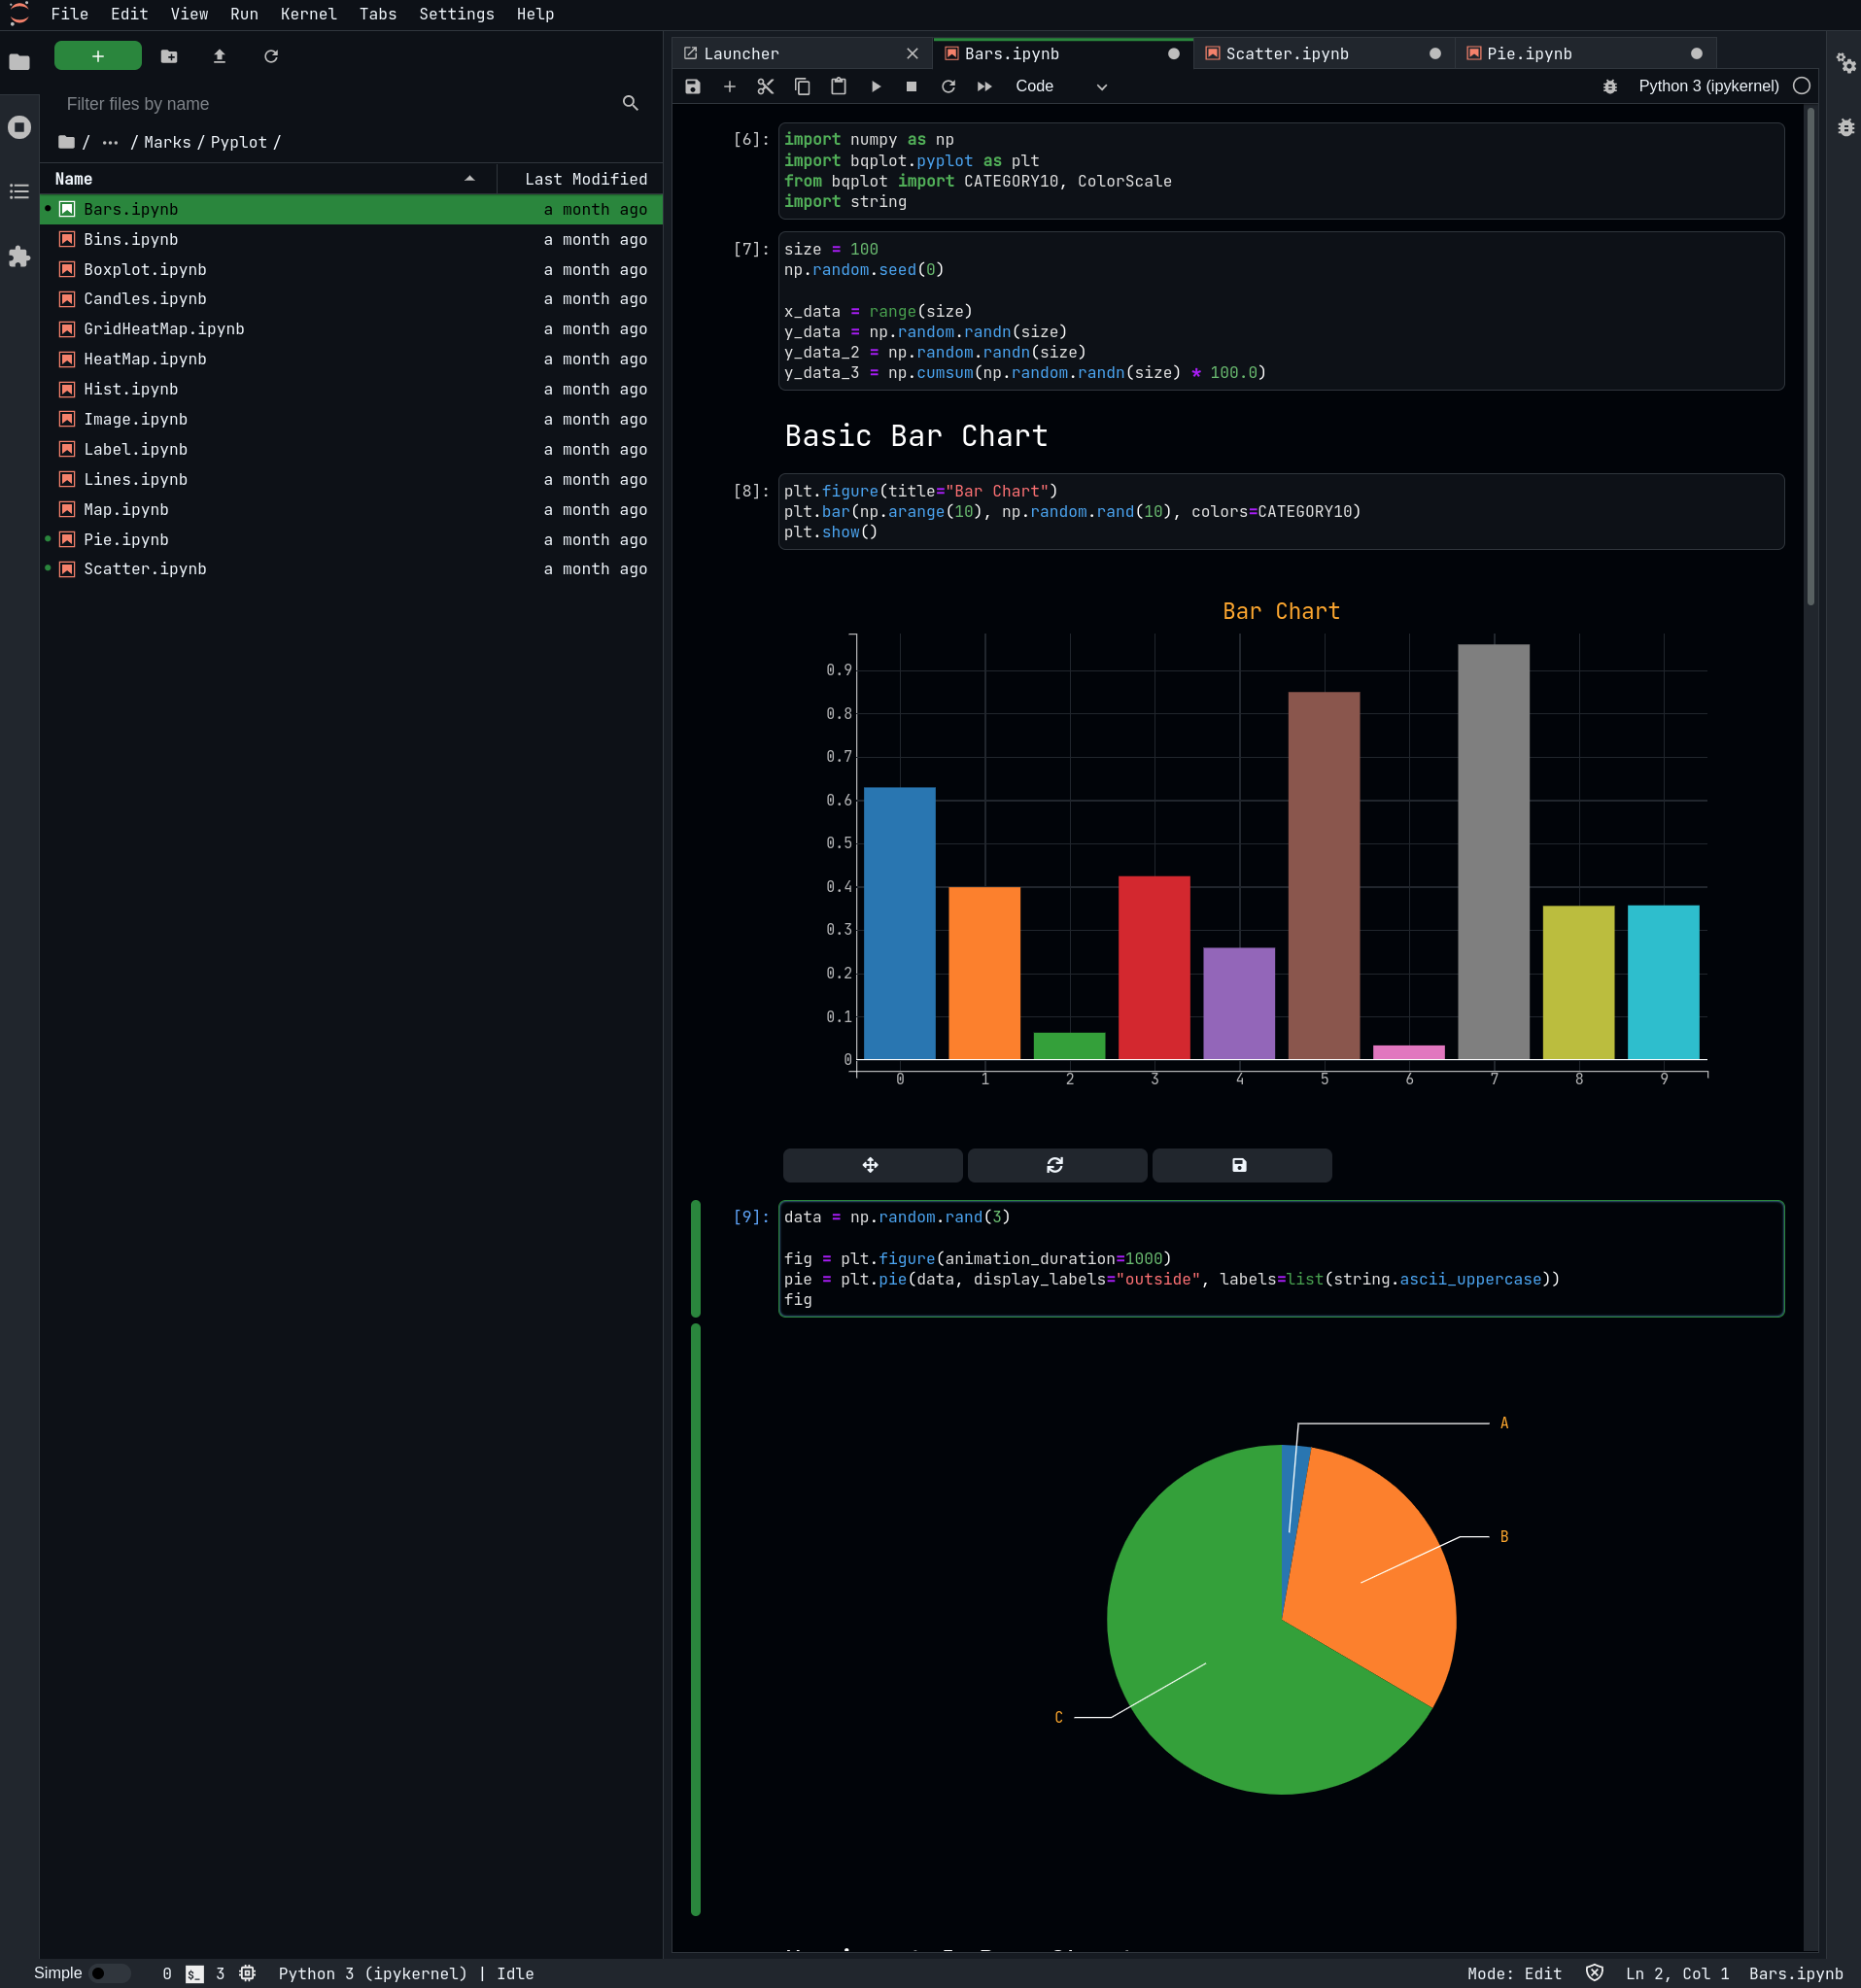 File Edit View Run Kernel Tabs Settings Help
Filter files by name
/ ··· / Marks / Pyplot /
Name Last Modified
Bars.ipynb a month ago
Bins.ipynb a month ago
Boxplot.ipynb a month ago
Candles.ipynb a month ago
GridHeatMap.ipynb a month ago
HeatMap.ipynb a month ago
Hist.ipynb a month ago
Image.ipynb a month ago
Label.ipynb a month ago
Lines.ipynb a month ago
Map.ipynb a month ago
Pie.ipynb a month ago
Scatter.ipynb a month ago
Launcher Bars.ipynb Scatter.ipynb Pie.ipynb
Code Python 3 (ipykernel)
[6]: import numpy as np
import bqplot.pyplot as plt
from bqplot import CATEGORY10, ColorScale
import string
[7]: size = 100
np.random.seed(0)
x_data = range(size)
y_data = np.random.randn(size)
y_data_2 = np.random.randn(size)
y_data_3 = np.cumsum(np.random.randn(size) * 100.0)
Basic Bar Chart
[8]: plt.figure(title="Bar Chart")
plt.bar(np.arange(10), np.random.rand(10), colors=CATEGORY10)
plt.show()
Bar Chart
0.9
0.8
0.7
0.6
0.5
0.4
0.3
0.2
0.1
0
0 1 2 3 4 5 6 7 8 9
[9]: data = np.random.rand(3)
fig = plt.figure(animation_duration=1000)
pie = plt.pie(data, display_labels="outside", labels=list(string.ascii_uppercase))
fig
A
B
C
Simple 0 $_ 3 Python 3 (ipykernel) | Idle Mode: Edit Ln 2, Col 1 Bars.ipynb